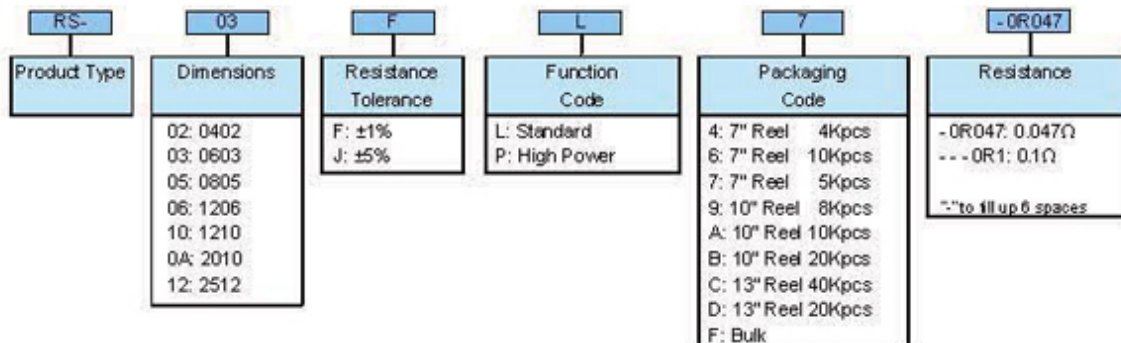 RS-
03
F
L
7
-0R047
Product Type
Dimensions
02: 0402
03: 0603
05: 0805
06: 1206
10: 1210
0A: 2010
12: 2512
Resistance
Tolerance
F: ±1%
J: ±5%
Function
Code
L: Standard
P: High Power
Packaging
Code
4: 7" Reel 4Kpcs
6: 7" Reel 10Kpcs
7: 7" Reel 5Kpcs
9: 10" Reel 8Kpcs
A: 10" Reel 10Kpcs
B: 10" Reel 20Kpcs
C: 13" Reel 40Kpcs
D: 13" Reel 20Kpcs
F: Bulk
Resistance
-0R047: 0.047Ω
---0R1: 0.1Ω
"-"to fill up 6 spaces